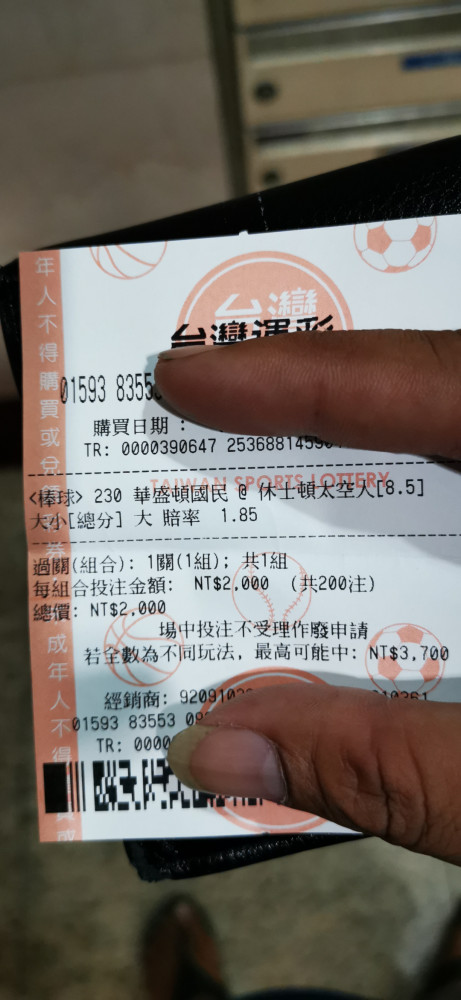 台灣運彩
01593 8355
購買日期：
TR: 0000390647 253688145
TAIWAN SPORTS LOTTERY
<棒球> 230 華盛頓國民 @ 休士頓太空人[8.5]
大小[總分] 大 賠率 1.85
過關(組合): 1關(1組); 共1組
每組合投注金額: NT$2,000 (共200注)
總價: NT$2,000
場中投注不受理作廢申請
若全數為不同玩法, 最高可能中: NT$3,700
經銷商: 920910
01593 83553
TR: 0000
年人不得購買或兌
成年人不得